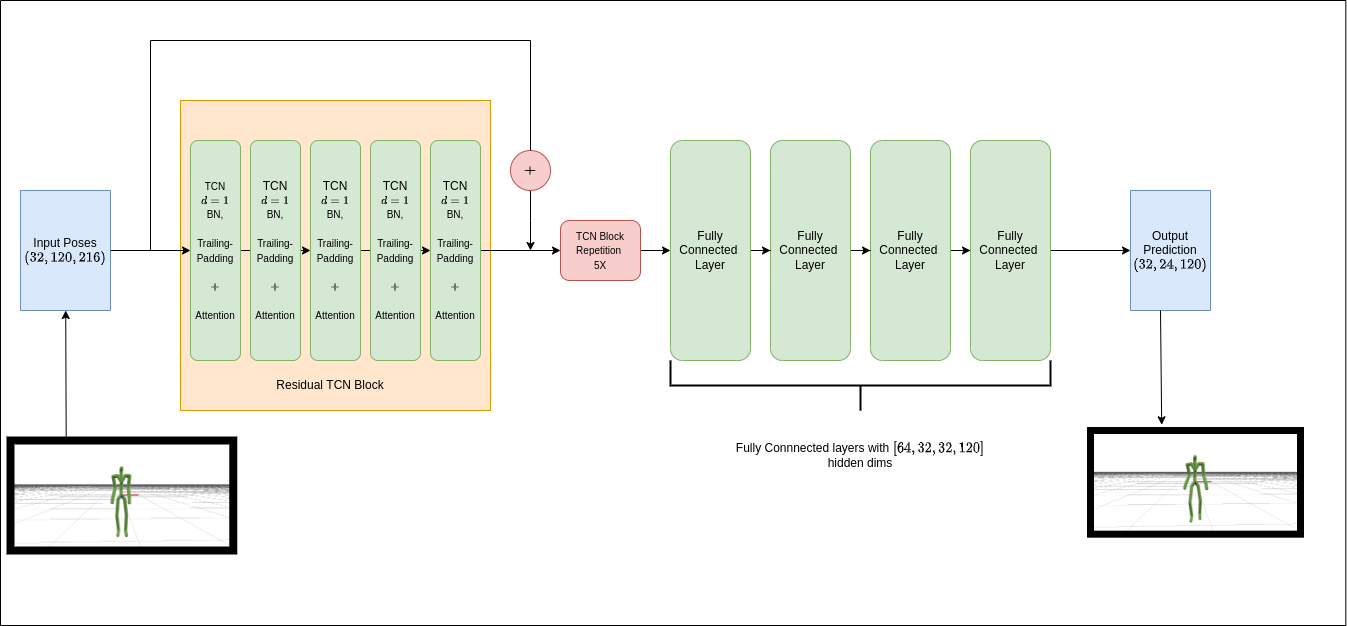 Input Poses
(32, 120, 216)
TCN
d = 1
BN,
Trailing-
Padding
+
Attention
TCN
d = 1
BN,
Trailing-
Padding
+
Attention
TCN
d = 1
BN,
Trailing-
Padding
+
Attention
TCN
d = 1
BN,
Trailing-
Padding
+
Attention
TCN
d = 1
BN,
Trailing-
Padding
+
Attention
Residual TCN Block
+
TCN Block
Repetition
5X
Fully
Connected
Layer
Fully
Connected
Layer
Fully
Connected
Layer
Fully
Connected
Layer
Fully Connnected layers with [64, 32, 32, 120]
hidden dims
Output
Prediction
(32, 24, 120)